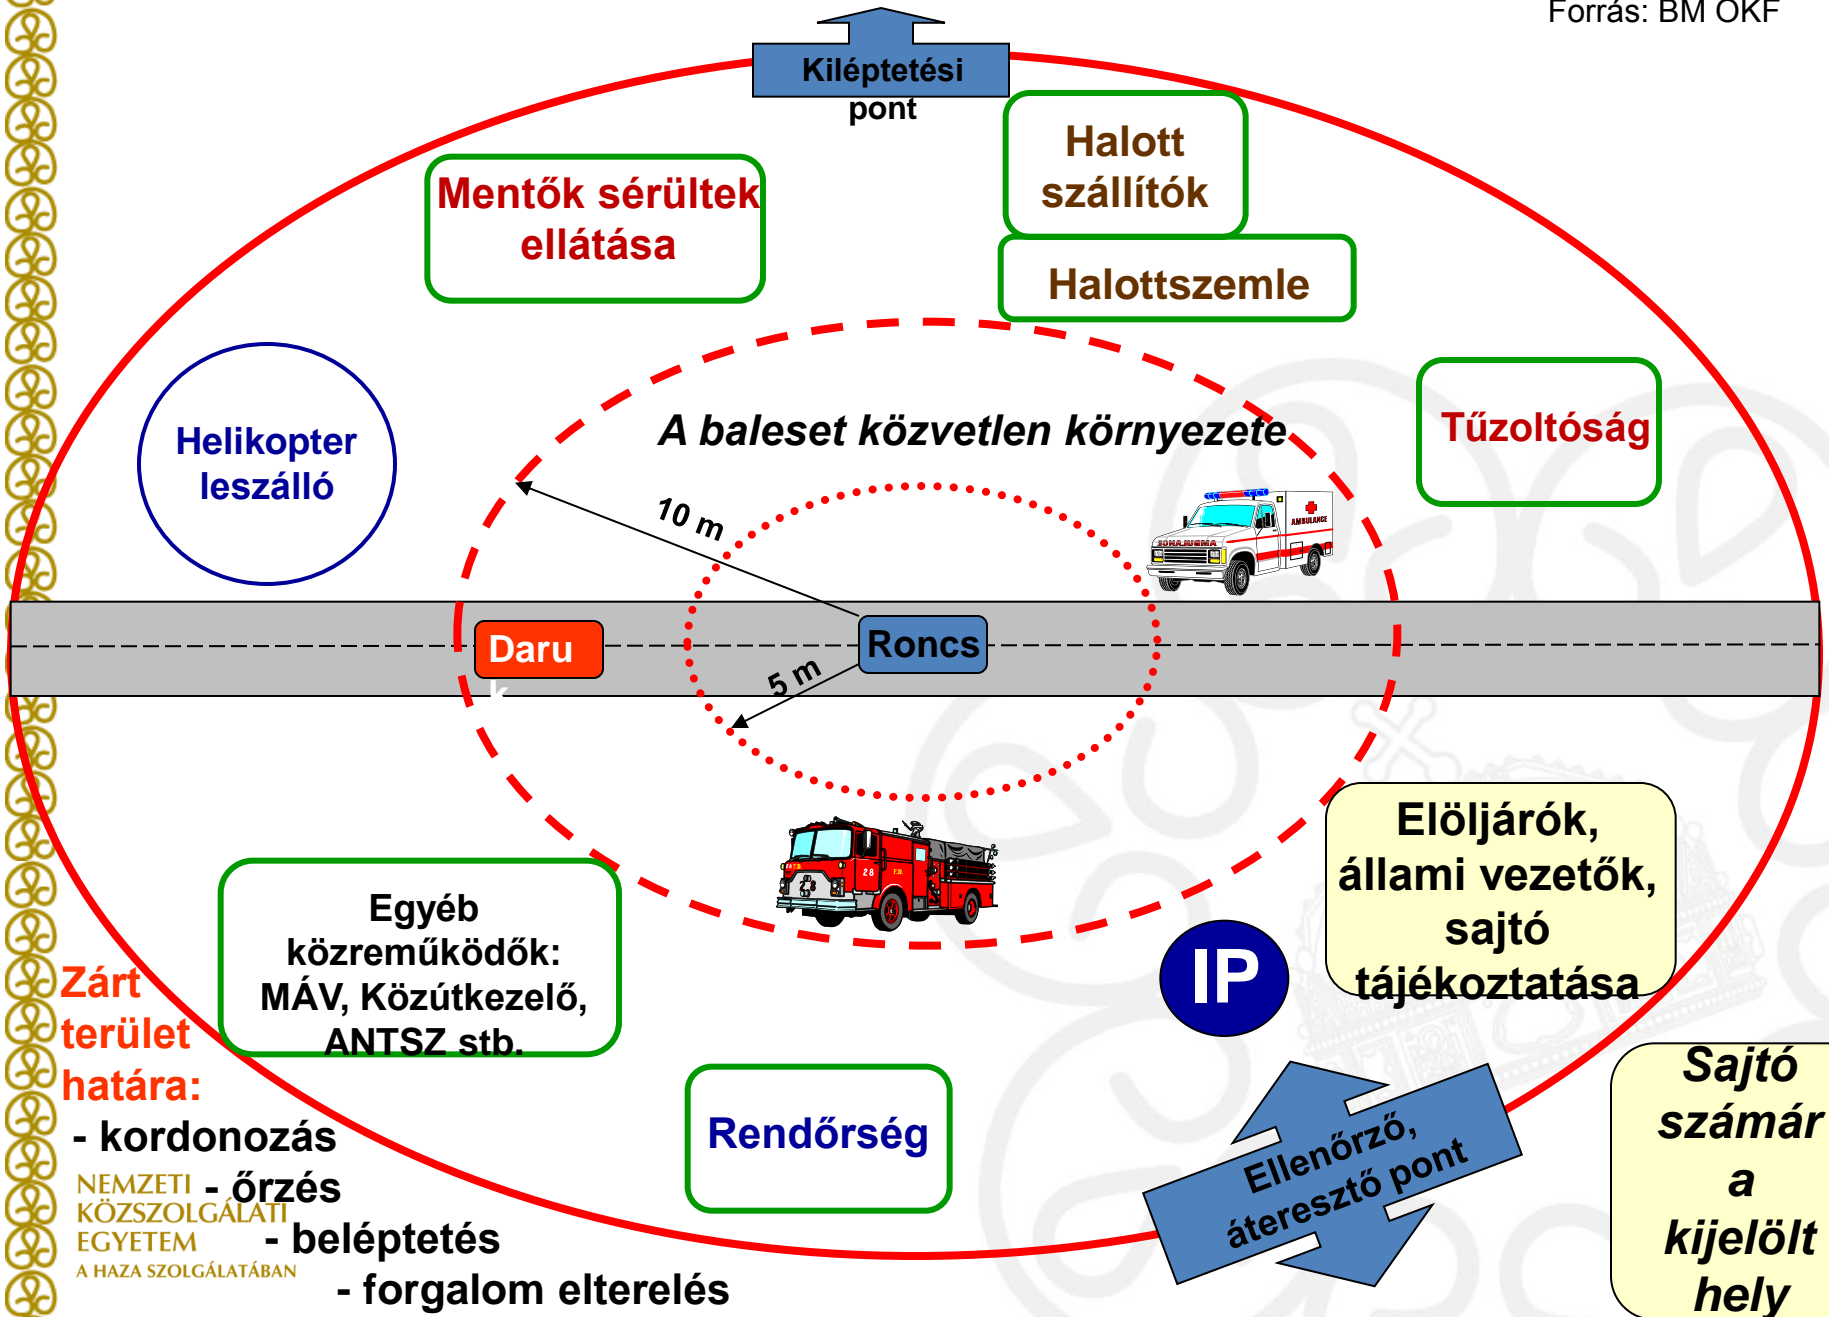 Forrás: BM OKF
Kiléptetési
pont
Halott
szállítók
Mentők sérültek
ellátása
Halottszemle
Helikopter
leszálló
A baleset közvetlen környezete
Tűzoltóság
10 m
AMBULANCE
Daru
k
Roncs
5 m
28
F.D.
Elöljárók,
állami vezetők,
sajtó
tájékoztatása
Egyéb
közreműködők:
MÁV, Közútkezelő,
ANTSZ stb.
IP
Zárt
terület
határa:
- kordonozás
- őrzés
- beléptetés
- forgalom elterelés
Rendőrség
Ellenőrző,
áteresztő pont
Sajtó
számár
a
kijelölt
hely
NEMZETI
KÖZSZOLGÁLATI
EGYETEM
A HAZA SZOLGÁLATÁBAN